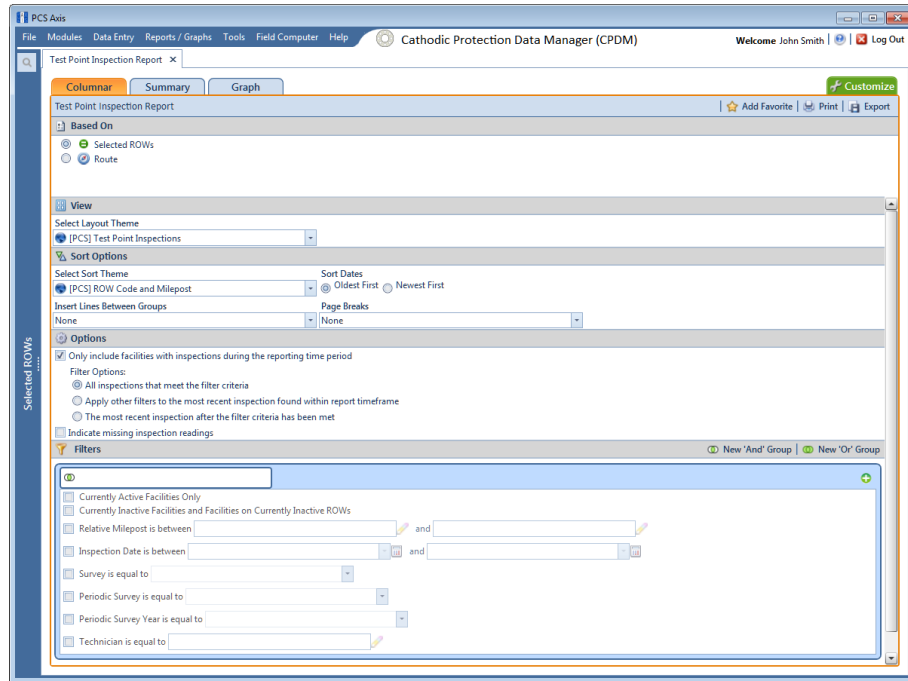 PCS Axis
File Modules Data Entry Reports / Graphs Tools Field Computer Help Cathodic Protection Data Manager (CPDM) Welcome John Smith | | Log Out
Test Point Inspection Report X
Columnar Summary Graph Customize
Test Point Inspection Report | Add Favorite | Print | Export
Based On
Selected ROWs
Route
View
Select Layout Theme
[PCS] Test Point Inspections
Sort Options
Select Sort Theme Sort Dates
[PCS] ROW Code and Milepost Oldest First Newest First
Insert Lines Between Groups Page Breaks
None None
Options
Only include facilities with inspections during the reporting time period
Filter Options:
All inspections that meet the filter criteria
Apply other filters to the most recent inspection found within report timeframe
The most recent inspection after the filter criteria has been met
Indicate missing inspection readings
Filters New 'And' Group | New 'Or' Group
Currently Active Facilities Only
Currently Inactive Facilities and Facilities on Currently Inactive ROWs
Relative Milepost is between and
Inspection Date is between and
Survey is equal to
Periodic Survey is equal to
Periodic Survey Year is equal to
Technician is equal to
Selected ROWs